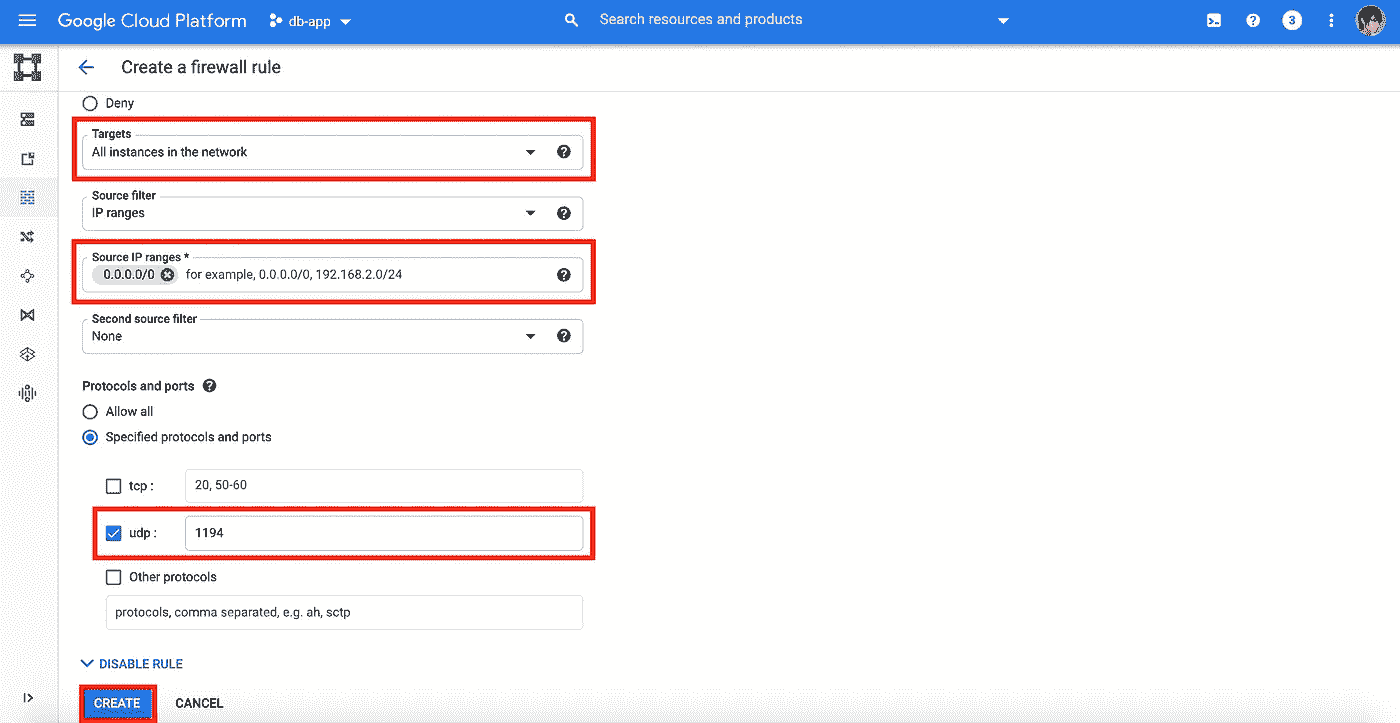 Google Cloud Platform db-app Search resources and products 3
Create a firewall rule
Deny
Targets
All instances in the network
Source filter
IP ranges
Source IP ranges *
0.0.0.0/0 for example, 0.0.0.0/0, 192.168.2.0/24
Second source filter
None
Protocols and ports
Allow all
Specified protocols and ports
tcp : 20, 50-60
udp : 1194
Other protocols
protocols, comma separated, e.g. ah, sctp
DISABLE RULE
CREATE CANCEL